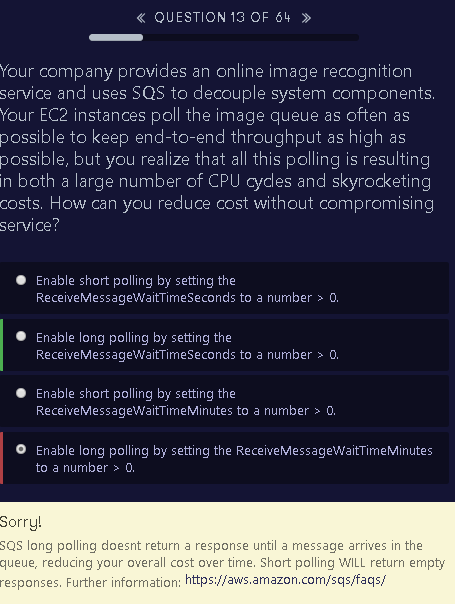 « QUESTION 13 OF 64 »
Your company provides an online image recognition
service and uses SQS to decouple system components.
Your EC2 instances poll the image queue as often as
possible to keep end-to-end throughput as high as
possible, but you realize that all this polling is resulting
in both a large number of CPU cycles and skyrocketing
costs. How can you reduce cost without compromising
service?
Enable short polling by setting the
ReceiveMessageWaitTimeSeconds to a number > 0.
Enable long polling by setting the
ReceiveMessageWaitTimeSeconds to a number > 0.
Enable short polling by setting the
ReceiveMessageWaitTimeMinutes to a number > 0.
Enable long polling by setting the ReceiveMessageWaitTimeMinutes
to a number > 0.
Sorry!
SQS long polling doesnt return a response until a message arrives in the
queue, reducing your overall cost over time. Short polling WILL return empty
responses. Further information: https://aws.amazon.com/sqs/faqs/